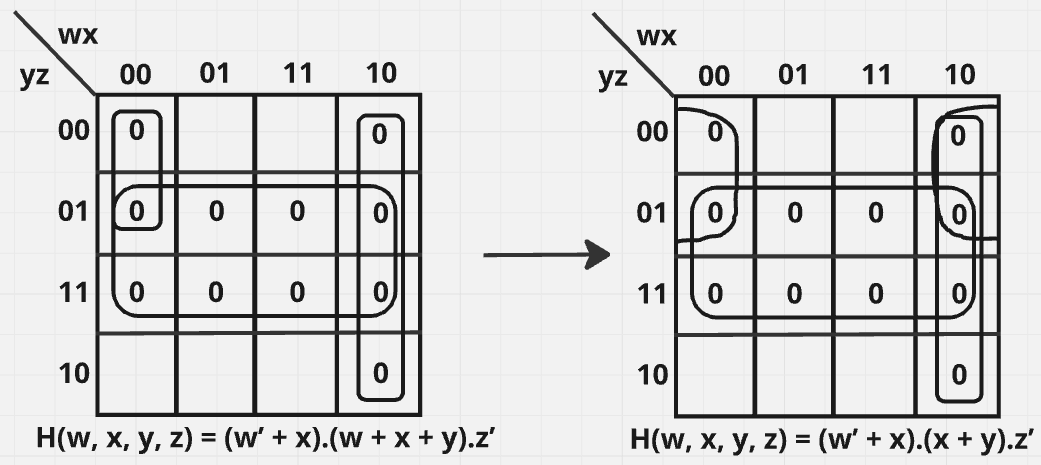 wx
yz 00 01 11 10
00 0 0
01 0 0 0 0
11 0 0 0 0
10 0
H(w, x, y, z) = (w’ + x).(w + x + y).z’
wx
yz 00 01 11 10
00 0 0
01 0 0 0 0
11 0 0 0 0
10 0
H(w, x, y, z) = (w’ + x).(x + y).z’